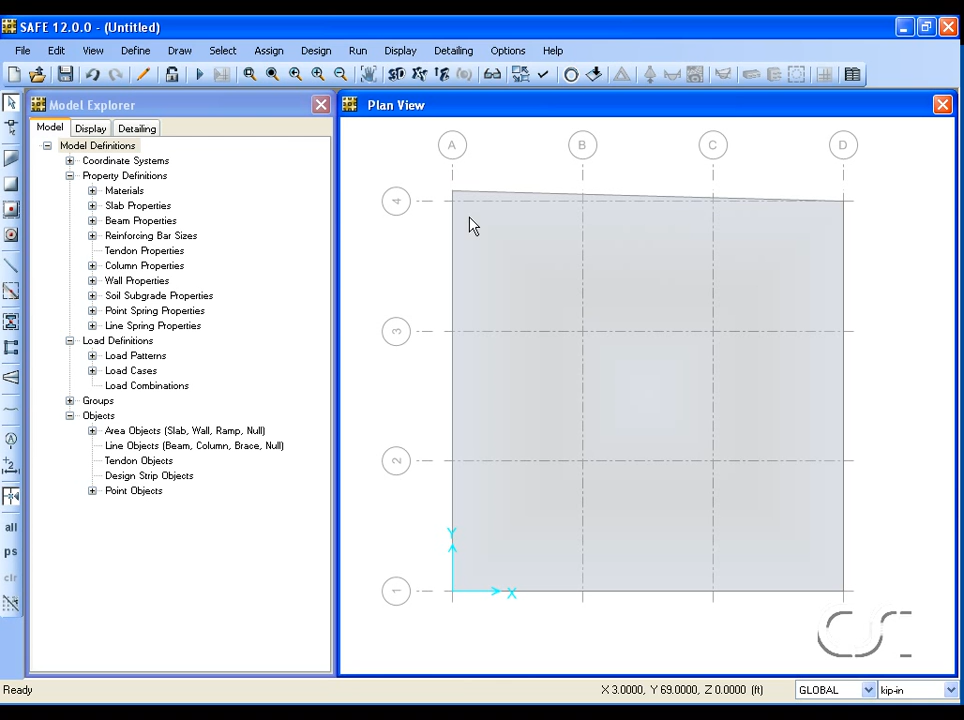 SAFE 12.0.0 - (Untitled)
File Edit View Define Draw Select Assign Design Run Display Detailing Options Help
Model Explorer
Model Display Detailing
Model Definitions
Coordinate Systems
Property Definitions
Materials
Slab Properties
Beam Properties
Reinforcing Bar Sizes
Tendon Properties
Column Properties
Wall Properties
Soil Subgrade Properties
Point Spring Properties
Line Spring Properties
Load Definitions
Load Patterns
Load Cases
Load Combinations
Groups
Objects
Area Objects (Slab, Wall, Ramp, Null)
Line Objects (Beam, Column, Brace, Null)
Tendon Objects
Design Strip Objects
Point Objects
all
ps
clr
Plan View
A B C D
4
3
2
1
Y
X
CSI
Ready
X 3.0000, Y 69.0000, Z 0.0000 (ft)
GLOBAL
kip-in